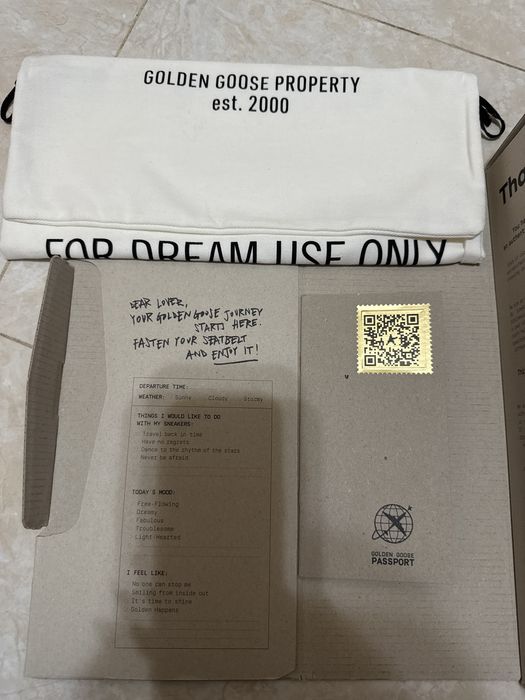 GOLDEN GOOSE PROPERTY
est. 2000
FOR DREAM USE ONLY
DEAR LOVER,
YOUR GOLDEN GOOSE JOURNEY
STARTS HERE.
FASTEN YOUR SEATBELT
AND ENJOY IT!
DEPARTURE TIME:
WEATHER: Sunny Cloudy Stormy
THINGS I WOULD LIKE TO DO
WITH MY SNEAKERS:
Travel back in time
Have no regrets
Dance to the rhythm of the stars
Never be afraid
TODAY'S MOOD:
Free-Flowing
Dreamy
Fabulous
Troublesome
Light-Hearted
I FEEL LIKE:
No one can stop me
Smiling from inside out
It's time to shine
Golden Happens
GOLDEN GOOSE
PASSPORT